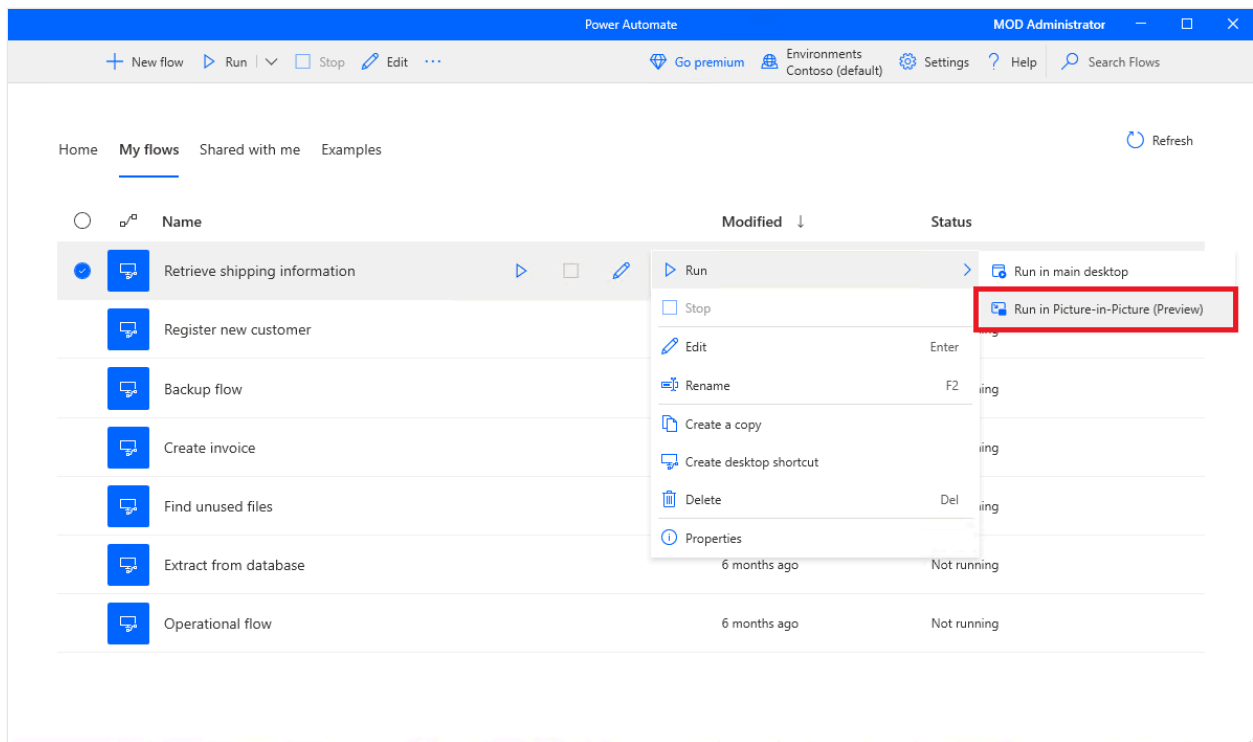 Power Automate
MOD Administrator
New flow Run Stop Edit ...
Go premium Environments Contoso (default) Settings Help Search Flows
Home My flows Shared with me Examples
Refresh
Name Modified ↓ Status
Retrieve shipping information
Run
Run in main desktop
Register new customer
Stop
Run in Picture-in-Picture (Preview)
Edit Enter
Backup flow
Rename F2
Create a copy
Create invoice
Create desktop shortcut
Find unused files
Delete Del
Properties
Extract from database
6 months ago Not running
Operational flow
6 months ago Not running